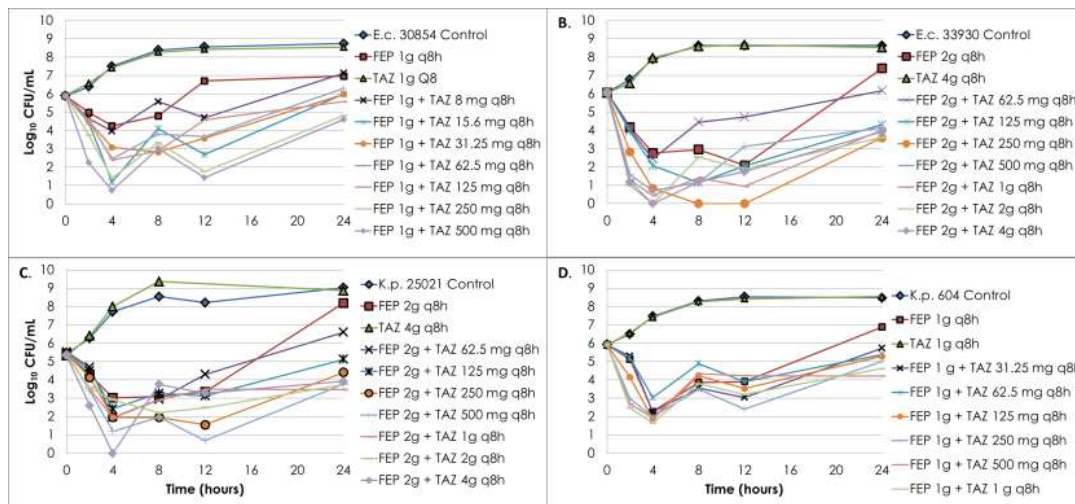 E.c. 30854 Control
FEP 1g q8h
TAZ 1g Q8
FEP 1g + TAZ 8 mg q8h
FEP 1g + TAZ 15.6 mg q8h
FEP 1g + TAZ 31.25 mg q8h
FEP 1g + TAZ 62.5 mg q8h
FEP 1g + TAZ 125 mg q8h
FEP 1g + TAZ 250 mg q8h
FEP 1g + TAZ 500 mg q8h
Log10 CFU/mL
10
9
8
7
6
5
4
3
2
1
0
0 4 8 12 24
B.
E.c. 33930 Control
FEP 2g q8h
TAZ 4g q8h
FEP 2g + TAZ 62.5 mg q8h
FEP 2g + TAZ 125 mg q8h
FEP 2g + TAZ 250 mg q8h
FEP 2g + TAZ 500 mg q8h
FEP 2g + TAZ 1g q8h
FEP 2g + TAZ 2g q8h
FEP 2g + TAZ 4g q8h
10
9
8
7
6
5
4
3
2
1
0
0 4 8 12 24
C.
K.p. 25021 Control
FEP 2g q8h
TAZ 4g q8h
FEP 2g + TAZ 62.5 mg q8h
FEP 2g + TAZ 125 mg q8h
FEP 2g + TAZ 250 mg q8h
FEP 2g + TAZ 500 mg q8h
FEP 2g + TAZ 1g q8h
FEP 2g + TAZ 2g q8h
FEP 2g + TAZ 4g q8h
Log10 CFU/mL
10
9
8
7
6
5
4
3
2
1
0
0 4 8 12 24
Time (hours)
D.
K.p. 604 Control
FEP 1g q8h
TAZ 1g q8h
FEP 1 g + TAZ 31.25 mg q8h
FEP 1g + TAZ 62.5 mg q8h
FEP 1g + TAZ 125 mg q8h
FEP 1g + TAZ 250 mg q8h
FEP 1g + TAZ 500 mg q8h
FEP 1g + TAZ 1 g q8h
10
9
8
7
6
5
4
3
2
1
0
0 4 8 12 24
Time (hours)